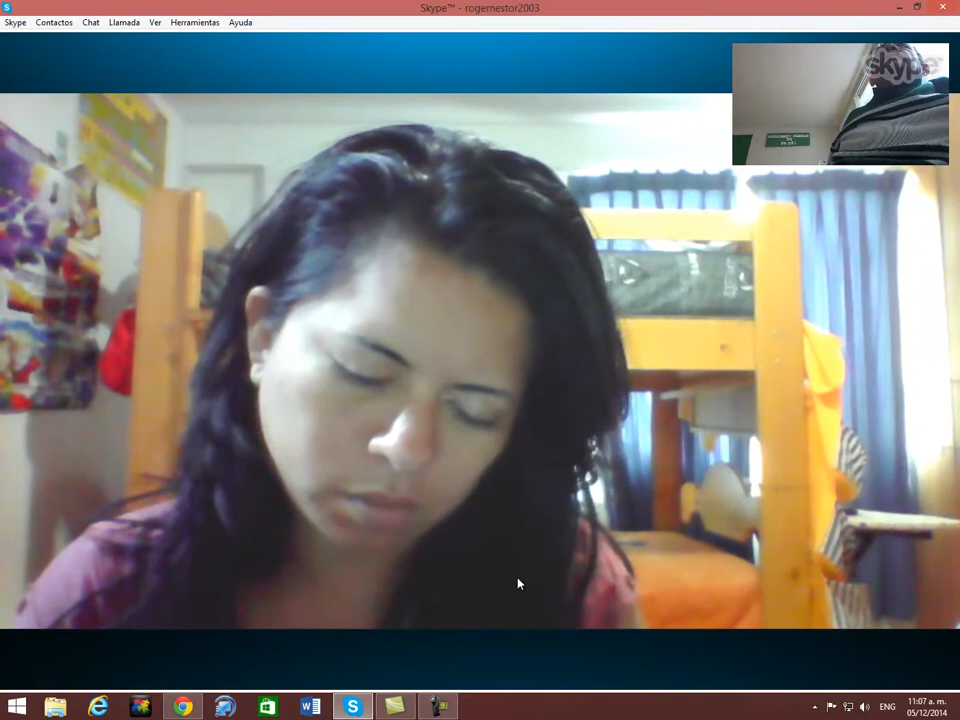 Skype™ - rogernestor2003
Skype Contactos Chat Llamada Ver Herramientas Ayuda
skype
ENG
11:07 a. m.
05/12/2014